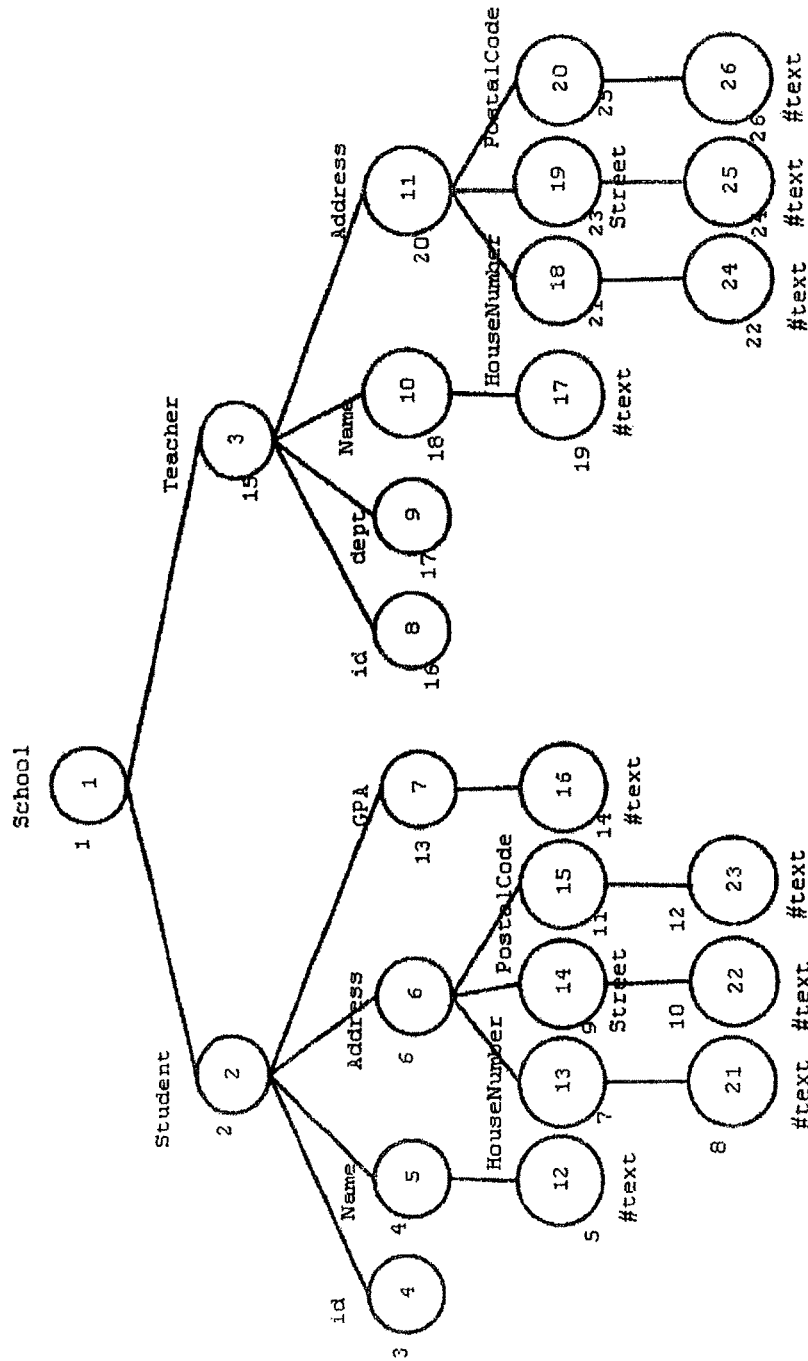 School
1
1
Student
2
2
Teacher
3
15
id
4
3
Name
5
4
Address
6
6
GPA
7
13
id
8
16
dept
9
17
Name
10
18
Address
11
20
12
5
#text
HouseNumber
13
7
Street
14
9
PostalCode
15
11
16
14
#text
17
19
#text
HouseNumber
18
21
Street
19
23
PostalCode
20
25
21
8
#text
22
10
#text
23
12
#text
24
22
#text
25
24
#text
26
26
#text